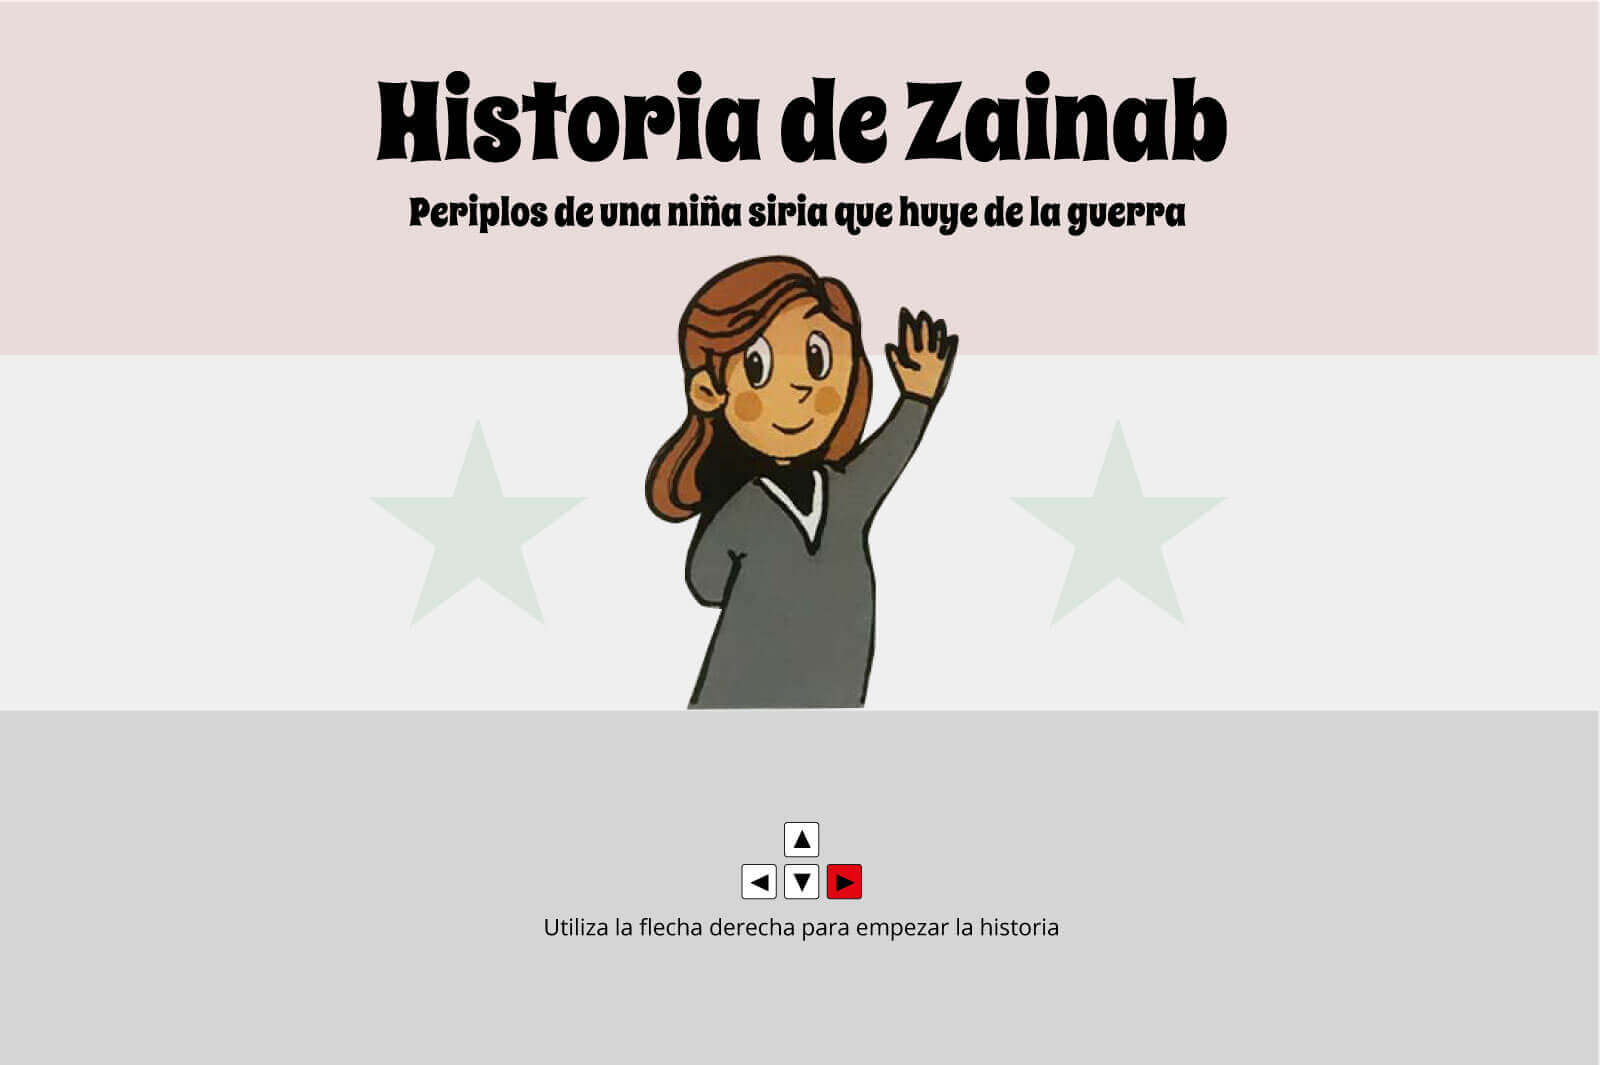 Historia de Zainab
Periplos de una niña siria que huye de la guerra
Utiliza la flecha derecha para empezar la historia